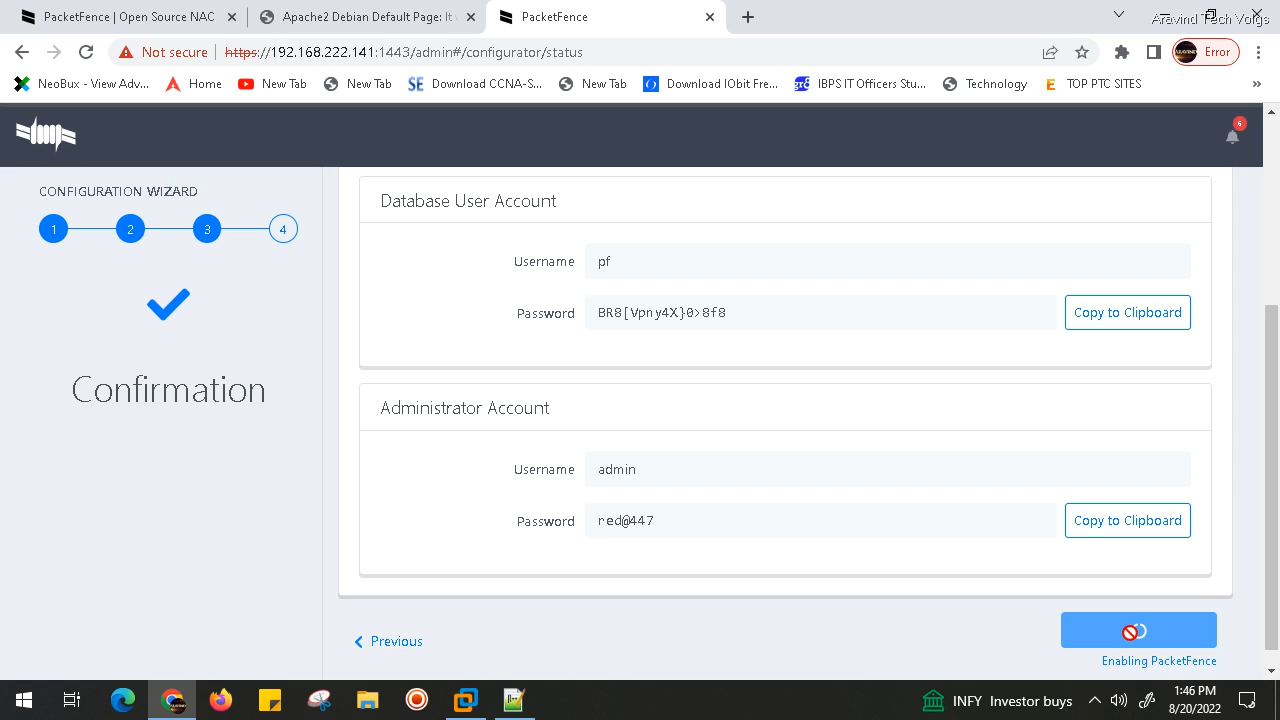 PacketFence | Open Source NAC
Apache2 Debian Default Page: It
PacketFence
Aravind Tech Volgs
Not secure
https://192.168.222.141:1443/admin#/configurator/status
Error
NeoBux - View Adv...
Home
New Tab
New Tab
SE
Download CCNA-S...
New Tab
Download IObit Fre...
IBPS IT Officers Stu...
Technology
E
TOP PTC SITES
»
6
CONFIGURATION WIZARD
1
2
3
4
Confirmation
Database User Account
Username
pf
Password
BR8[Vpny4X}0>8f8
Copy to Clipboard
Administrator Account
Username
admin
Password
red@447
Copy to Clipboard
Previous
Enabling PacketFence
INFY Investor buys
1:46 PM
8/20/2022